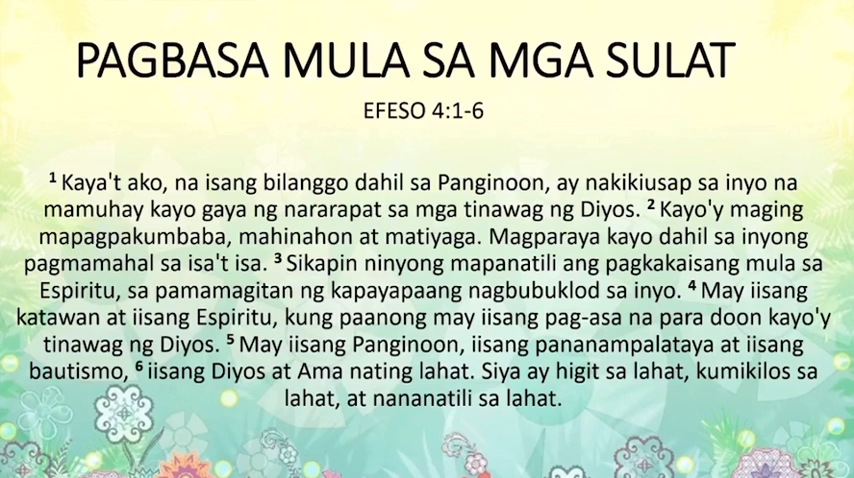 PAGBASA MULA SA MGA SULAT
EFESO 4:1-6
¹ Kaya't ako, na isang bilanggo dahil sa Panginoon, ay nakikiusap sa inyo na
mamuhay kayo gaya ng nararapat sa mga tinawag ng Diyos. ² Kayo'y maging
mapagpakumbaba, mahinahon at matiyaga. Magparaya kayo dahil sa inyong
pagmamahal sa isa't isa. ³ Sikapin ninyong mapanatili ang pagkakaisang mula sa
Espiritu, sa pamamagitan ng kapayapaang nagbubuklod sa inyo. ⁴ May iisang
katawan at iisang Espiritu, kung paanong may iisang pag-asa na para doon kayo'y
tinawag ng Diyos. ⁵ May iisang Panginoon, iisang pananampalataya at iisang
bautismo, ⁶ iisang Diyos at Ama nating lahat. Siya ay higit sa lahat, kumikilos sa
lahat, at nananatili sa lahat.